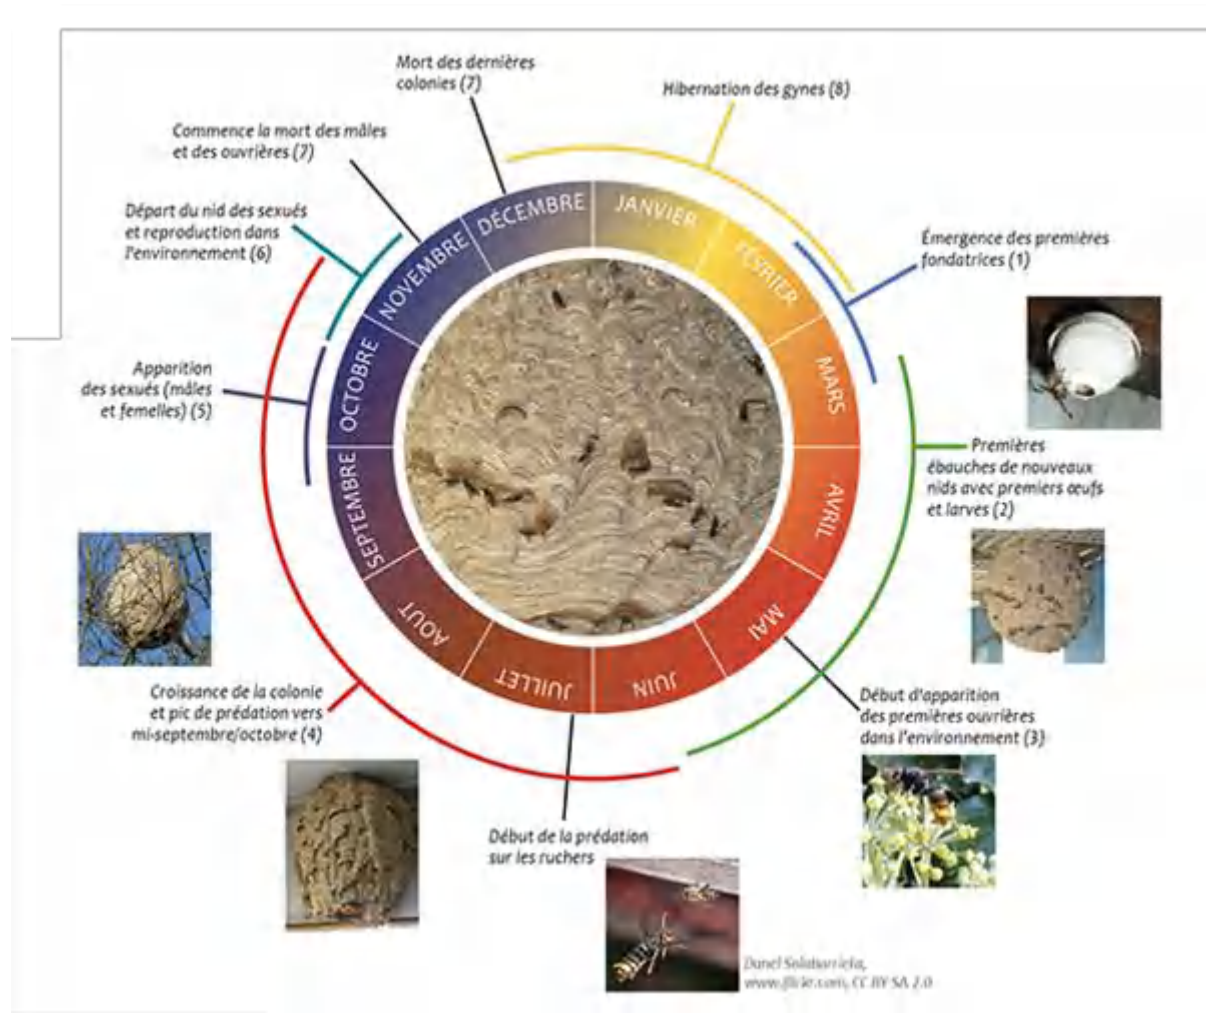 Mort des dernières
colonies (7)
Hibernation des gynes (8)
Commence la mort des mâles
et des ouvrières (7)
Départ du nid des sexués
et reproduction dans
l'environnement (6)
Émergence des premières
fondatrices (1)
DÉCEMBRE
JANVIER
NOVEMBRE
FÉVRIER
OCTOBRE
MARS
Apparition
des sexués (mâles
et femelles) (5)
Premières
ébauches de nouveaux
nids avec premiers œufs
et larves (2)
SEPTEMBRE
AVRIL
AOUT
MAI
JUILLET
JUIN
Croissance de la colonie
et pic de prédation vers
mi-septembre/octobre (4)
Début d'apparition
des premières ouvrières
dans l'environnement (3)
Début de la prédation
sur les ruchers
Danel Solabarrieta,
www.flickr.com, CC BY SA 2.0